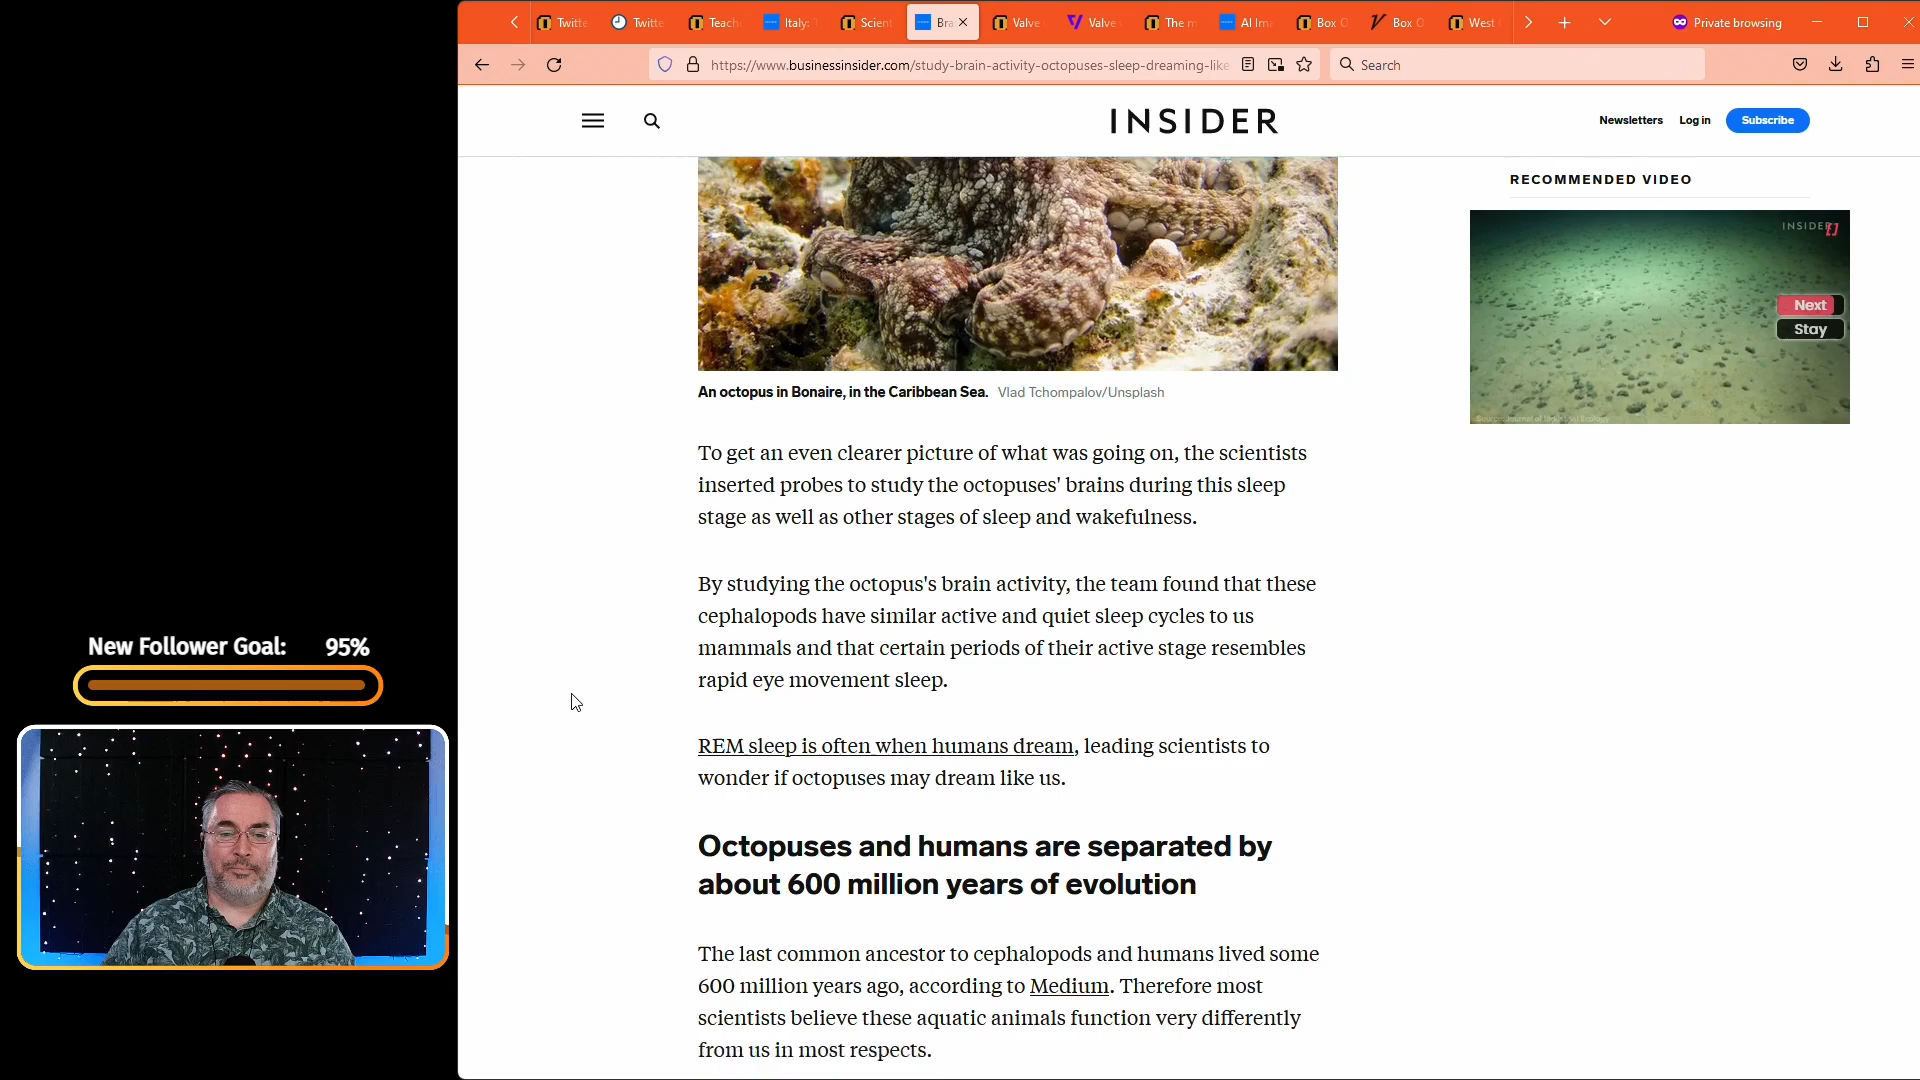 Twitte
Twitte
Teach
Italy:
Scient
Bra
Valve
Valve
The m
AI Ima
Box O
Box O
West
Private browsing
https://www.businessinsider.com/study-brain-activity-octopuses-sleep-dreaming-like
Search
INSIDER
Newsletters
Log in
Subscribe
RECOMMENDED VIDEO
INSIDER
Next
Stay
An octopus in Bonaire, in the Caribbean Sea. Vlad Tchompalov/Unsplash
To get an even clearer picture of what was going on, the scientists
inserted probes to study the octopuses' brains during this sleep
stage as well as other stages of sleep and wakefulness.
By studying the octopus's brain activity, the team found that these
cephalopods have similar active and quiet sleep cycles to us
mammals and that certain periods of their active stage resembles
rapid eye movement sleep.
REM sleep is often when humans dream, leading scientists to
wonder if octopuses may dream like us.
Octopuses and humans are separated by
about 600 million years of evolution
The last common ancestor to cephalopods and humans lived some
600 million years ago, according to Medium. Therefore most
scientists believe these aquatic animals function very differently
from us in most respects.
New Follower Goal: 95%